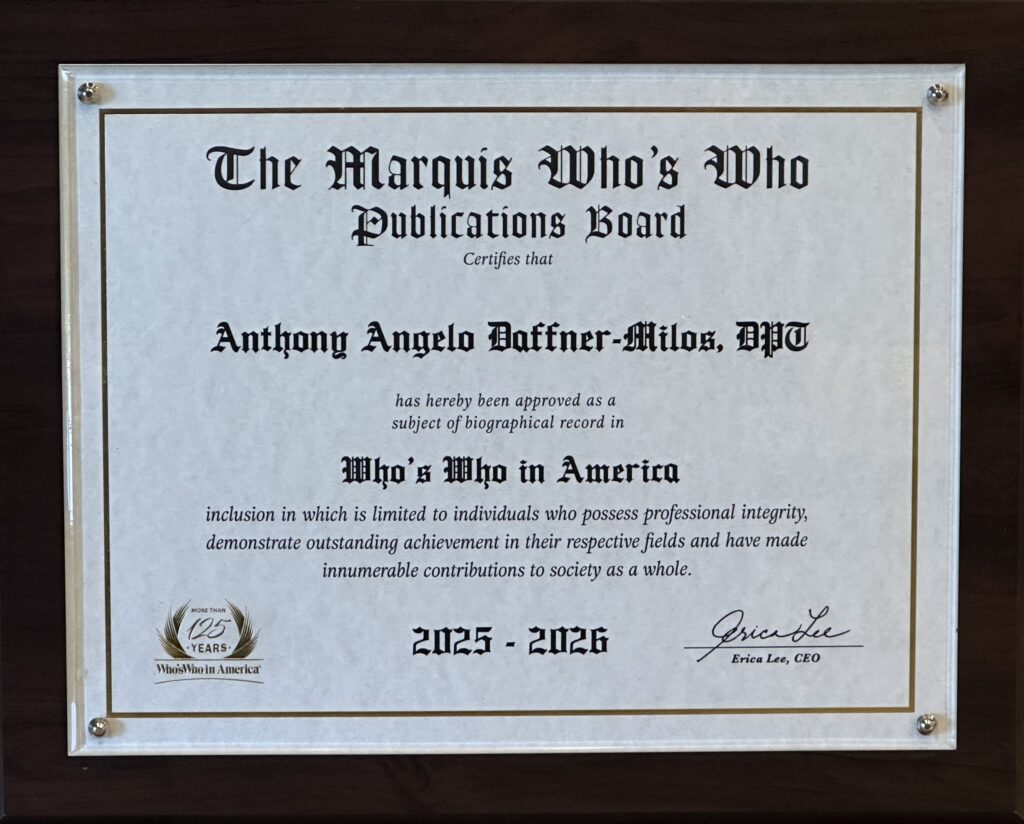 The Marquis Who's Who
Publications Board
Certifies that
Anthony Angelo Daffner-Milos, DPT
has hereby been approved as a
subject of biographical record in
Who's Who in America
inclusion in which is limited to individuals who possess professional integrity,
demonstrate outstanding achievement in their respective fields and have made
innumerable contributions to society as a whole.
MORE THAN
125
·YEARS·
Who'sWho in America®
2025 - 2026
Erica Lee
Erica Lee, CEO